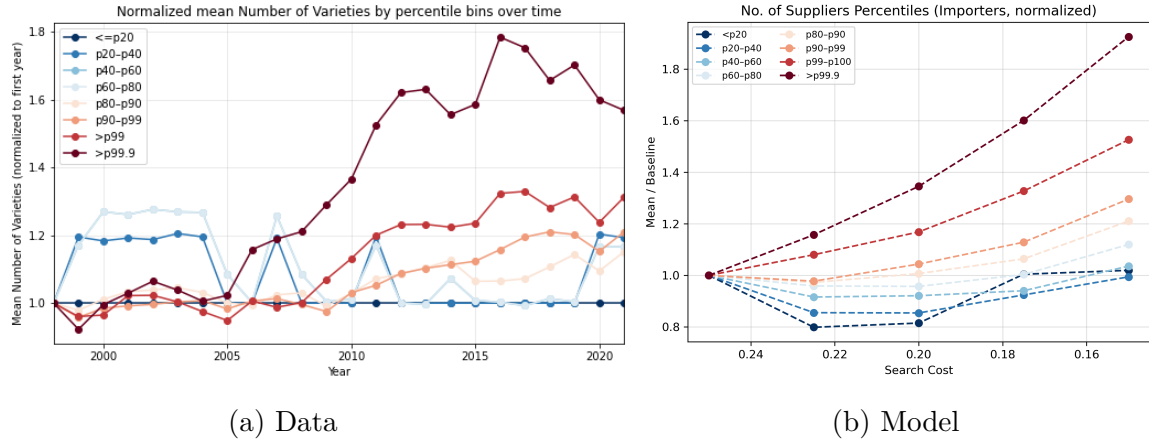 Normalized mean Number of Varieties by percentile bins over time
Mean Number of Varieties (normalized to first year)
1.8
1.6
1.4
1.2
1.0
<=p20
p20–p40
p40–p60
p60–p80
p80–p90
p90–p99
>p99
>p99.9
2000
2005
2010
2015
2020
Year
(a) Data
No. of Suppliers Percentiles (Importers, normalized)
Mean / Baseline
1.8
1.6
1.4
1.2
1.0
0.8
<p20
p20–p40
p40–p60
p60–p80
p80–p90
p90–p99
p99–p100
>p99.9
0.24
0.22
0.20
0.18
0.16
Search Cost
(b) Model